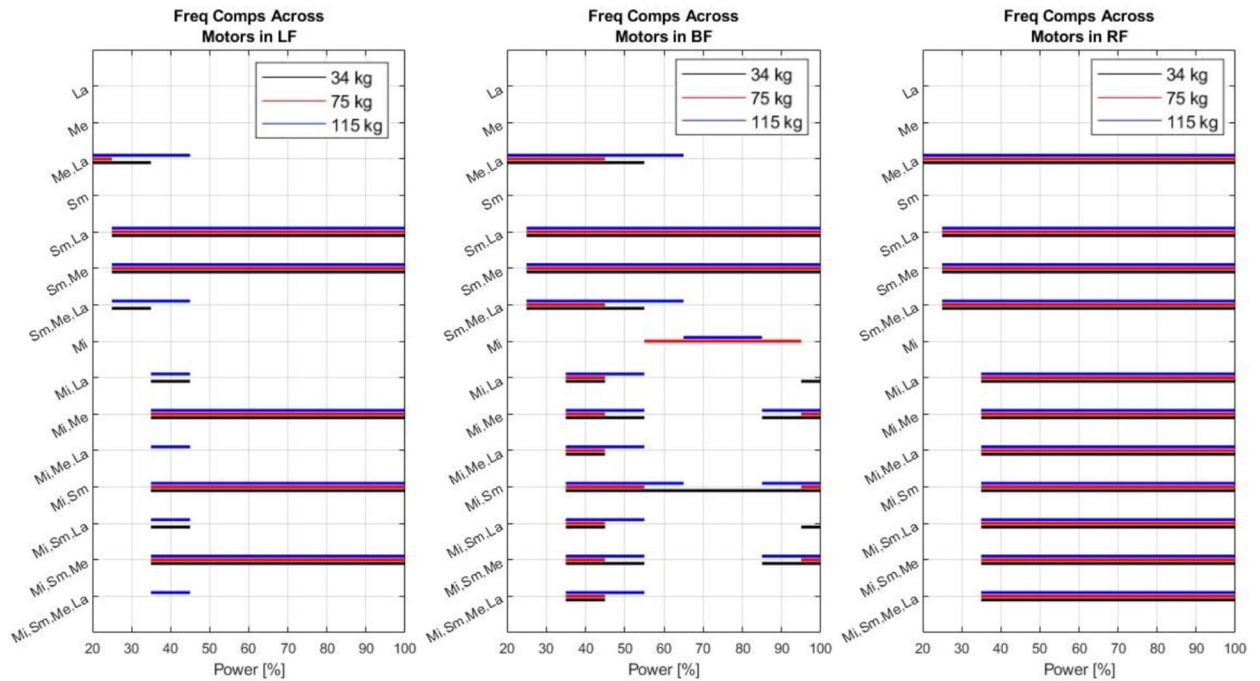 Freq Comps Across
Motors in LF
34 kg
75 kg
115 kg
La
Me
Me.La
Sm
Sm.La
Sm.Me
Sm.Me.La
Mi
Mi.La
Mi.Me
Mi.Me.La
Mi.Sm
Mi.Sm.La
Mi.Sm.Me
Mi.Sm.Me.La
20 30 40 50 60 70 80 90 100
Power [%]
Freq Comps Across
Motors in BF
34 kg
75 kg
115 kg
La
Me
Me.La
Sm
Sm.La
Sm.Me
Sm.Me.La
Mi
Mi.La
Mi.Me
Mi.Me.La
Mi.Sm
Mi.Sm.La
Mi.Sm.Me
Mi.Sm.Me.La
20 30 40 50 60 70 80 90 100
Power [%]
Freq Comps Across
Motors in RF
34 kg
75 kg
115 kg
La
Me
Me.La
Sm
Sm.La
Sm.Me
Sm.Me.La
Mi
Mi.La
Mi.Me
Mi.Me.La
Mi.Sm
Mi.Sm.La
Mi.Sm.Me
Mi.Sm.Me.La
20 30 40 50 60 70 80 90 100
Power [%]